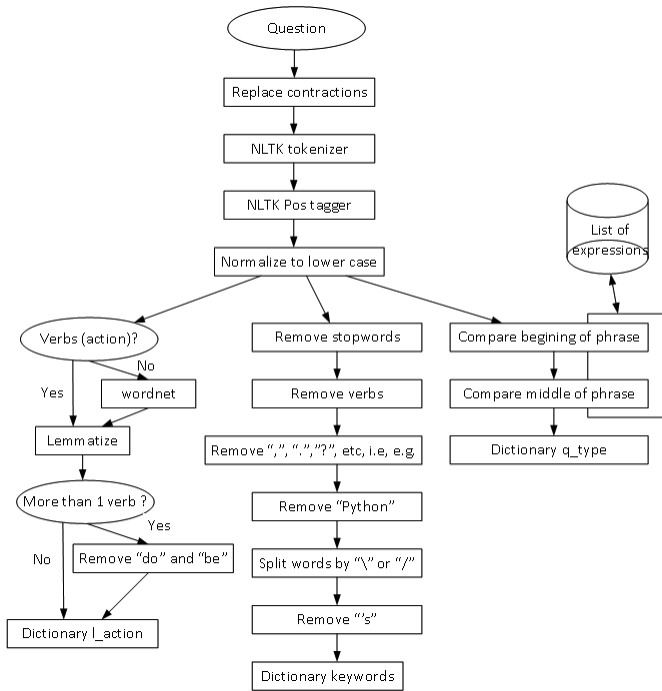 Question
Replace contractions
NLTK tokenizer
NLTK Pos tagger
Normalize to lower case
List of
expressions
Verbs (action)?
No
Yes
wordnet
Lemmatize
More than 1 verb ?
Yes
No
Remove “do” and “be”
Dictionary l_action
Remove stopwords
Remove verbs
Remove “,”, “.”,”?”, etc, i.e, e.g.
Remove “Python”
Split words by “\” or “/”
Remove “’s”
Dictionary keywords
Compare begining of phrase
Compare middle of phrase
Dictionary q_type